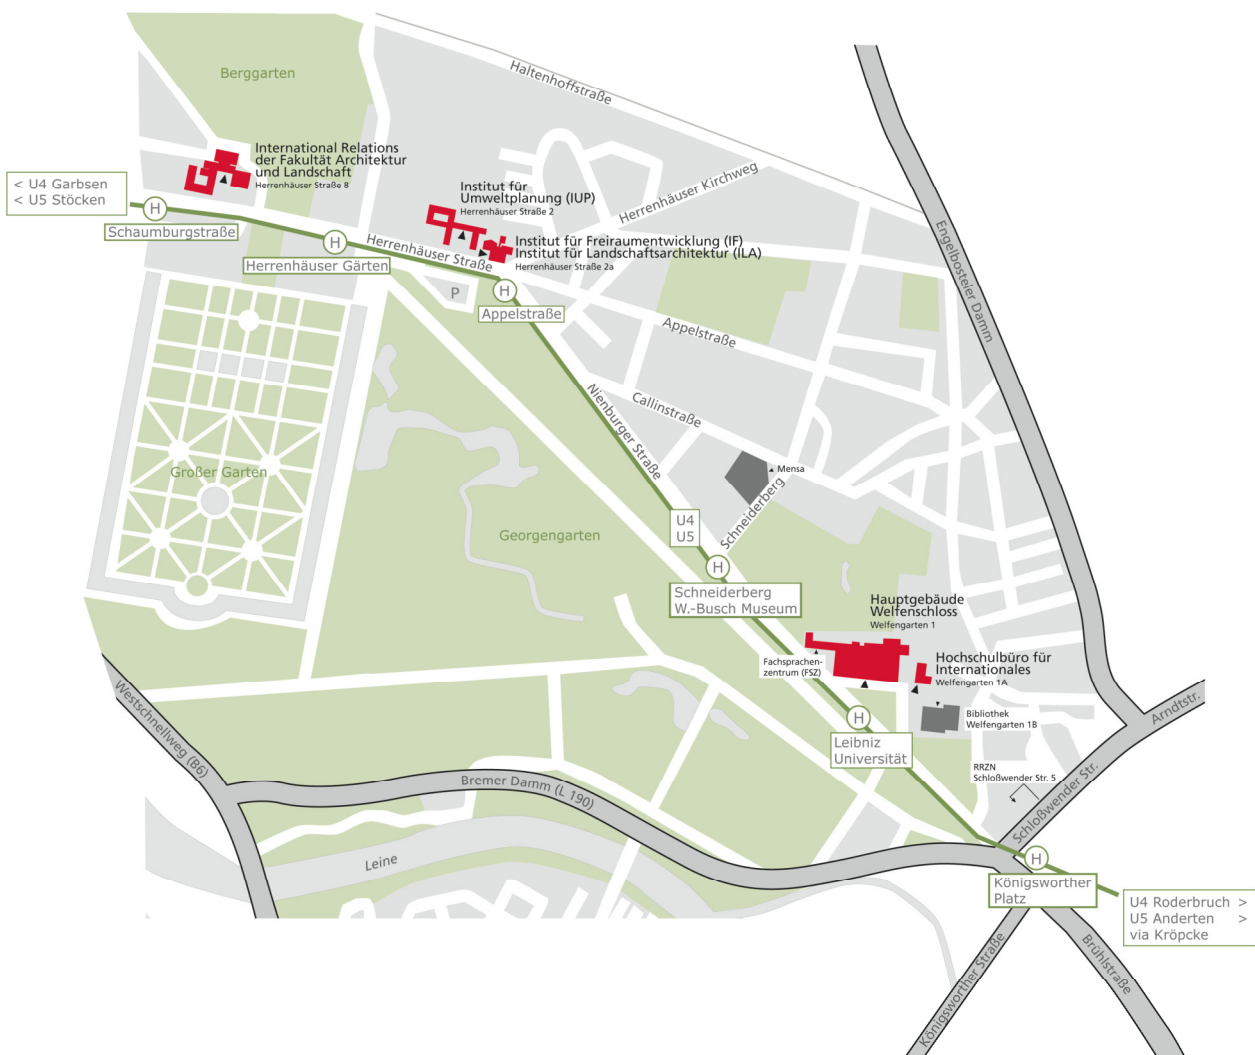 Berggarten
Haltenhoffstraße
International Relations
der Fakultät Architektur
und Landschaft
Herrenhäuser Straße 8
< U4 Garbsen
< U5 Stöcken
H
Schaumburgstraße
H
Herrenhäuser Gärten
Institut für
Umweltplanung (IUP)
Herrenhäuser Straße 2
Herrenhäuser Kirchweg
Herrenhäuser Straße
Institut für Freiraumentwicklung (IF)
Institut für Landschaftsarchitektur (ILA)
Herrenhäuser Straße 2a
Engelbosteler Damm
P
H
Appelstraße
Appelstraße
Nienburger Straße
Callinstraße
Großer Garten
Mensa
Schneiderberg
Georgengarten
U4
U5
H
Schneiderberg
W.-Busch Museum
Hauptgebäude
Welfenschloss
Welfengarten 1
Fachsprachen-
zentrum (FSZ)
Hochschulbüro für
Internationales
Welfengarten 1A
Bibliothek
Welfengarten 1B
H
Leibniz
Universität
Westschnellweg (B6)
Arndtstr.
RRZN
Schloßwender Str. 5
Schloßwender Str.
Bremer Damm (L 190)
Leine
H
Königsworther
Platz
U4 Roderbruch >
U5 Anderten >
via Kröpcke
Königsworther Straße
Brühlstraße